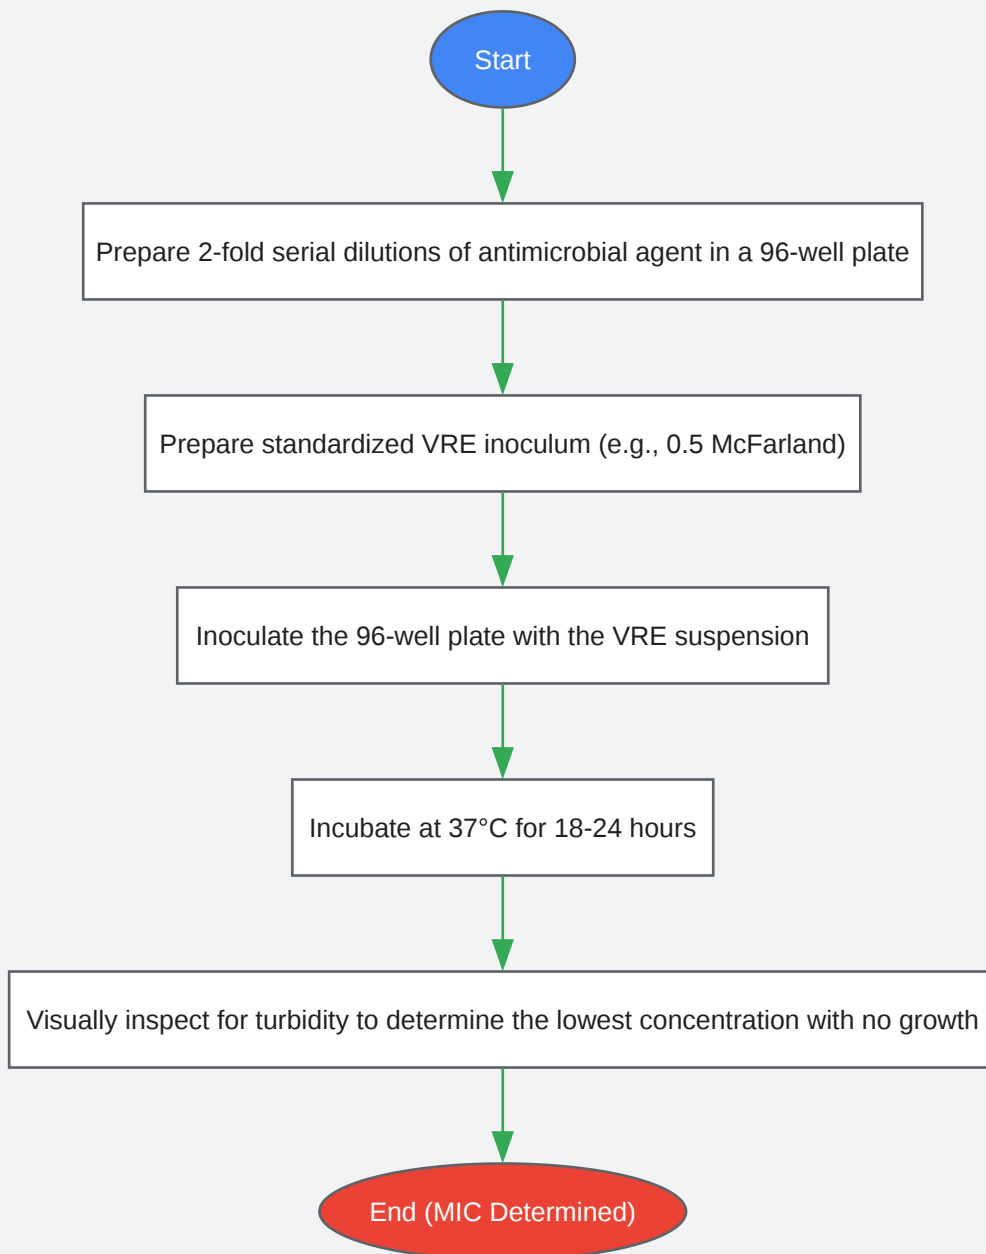 Start
Prepare 2-fold serial dilutions of antimicrobial agent in a 96-well plate
Prepare standardized VRE inoculum (e.g., 0.5 McFarland)
Inoculate the 96-well plate with the VRE suspension
Incubate at 37°C for 18-24 hours
Visually inspect for turbidity to determine the lowest concentration with no growth
End (MIC Determined)